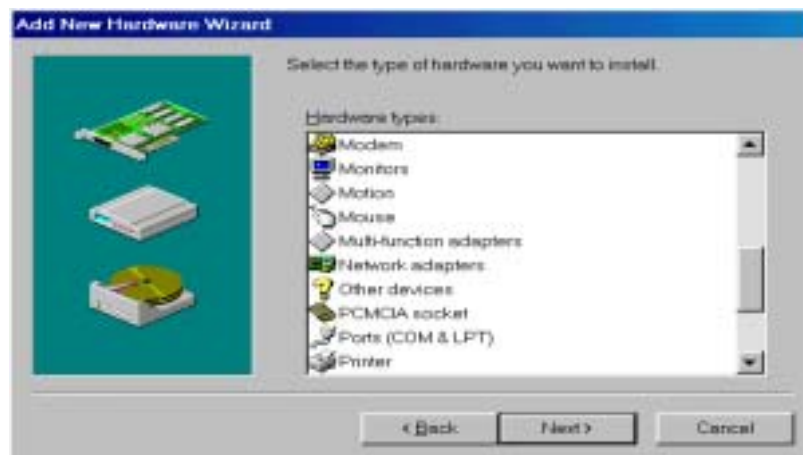 Add New Hardware Wizard
Select the type of hardware you want to install.
Hardware types:
Modem
Monitors
Motion
Mouse
Multi-function adapters
Network adapters
Other devices
PCMCIA socket
Ports (COM & LPT)
Printer
< Back
Next >
Cancel